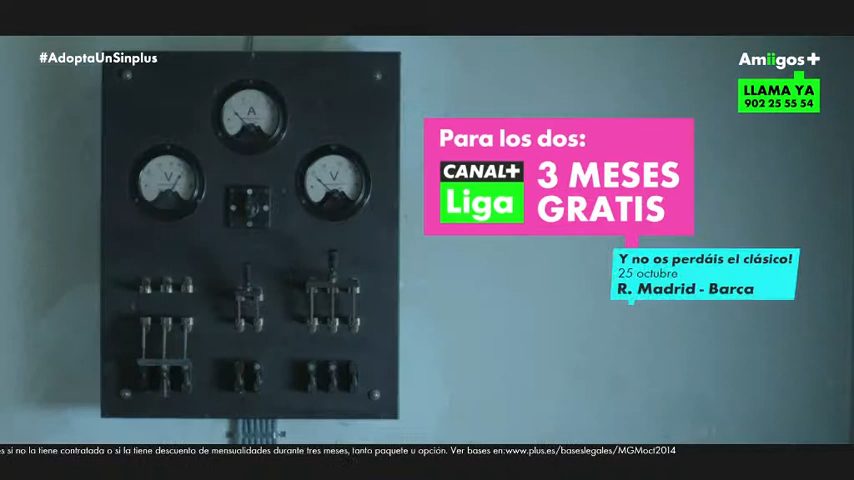 #AdoptaUnSinplus
Amiigos+
LLAMA YA
902 25 55 54
Para los dos:
CANAL+
Liga
3 MESES
GRATIS
Y no os perdáis el clásico!
25 octubre
R. Madrid - Barca
A
V
V
es si no la tiene contratada o si la tiene descuento de mensualidades durante tres meses, tanto paquete u opción. Ver bases en:www.plus.es/baseslegales/MGMoct2014